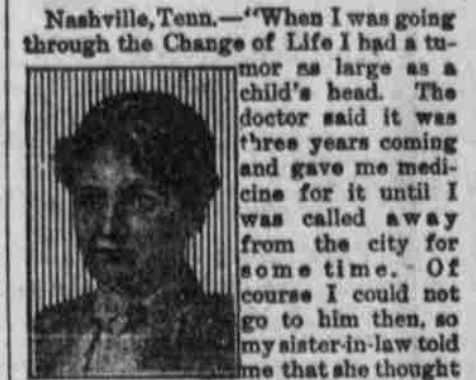 Nashville, Tenn.—"When I was going
through the Change of Life I had a tu-
mor as large as a
child's head. The
doctor said it was
three years coming
and gave me medi-
cine for it until I
was called away
from the city for
some time. Of
course I could not
go to him then, so
my sister-in-law told
me that she thought